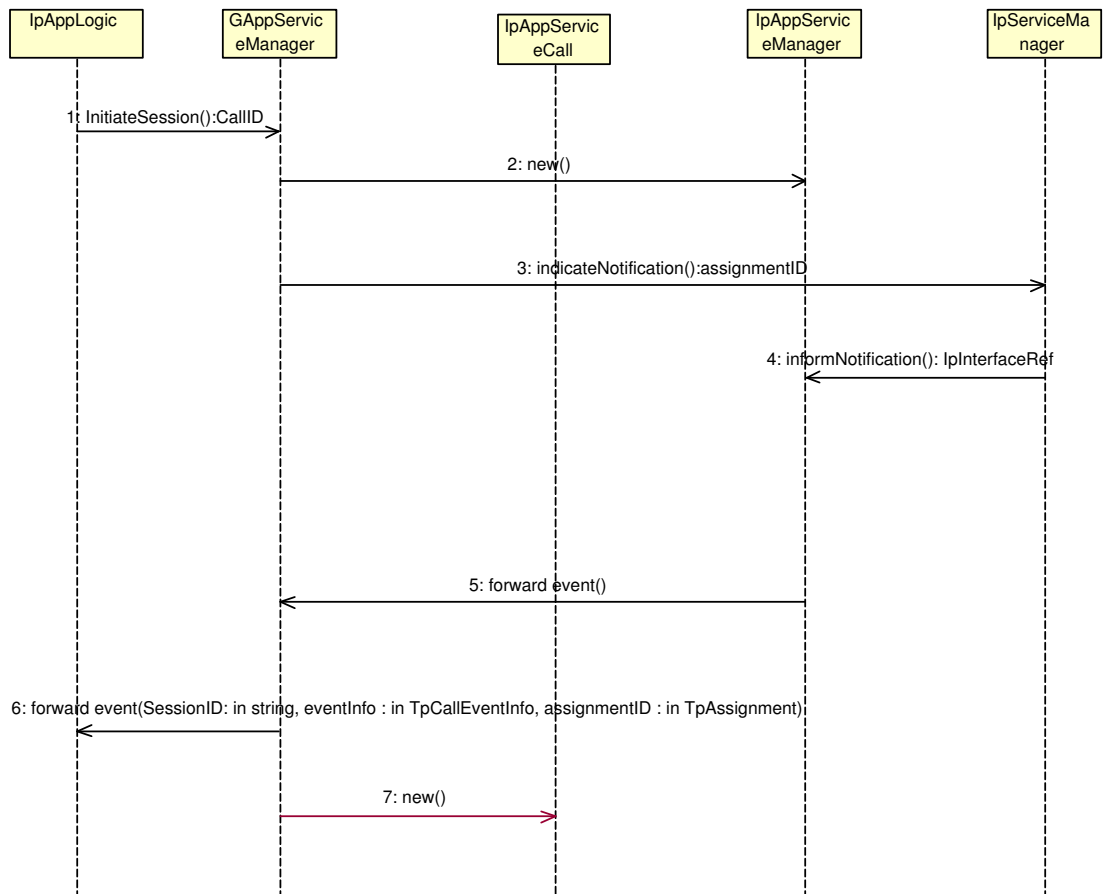 IpAppLogic
GAppServic
eManager
IpAppServic
eCall
IpAppServic
eManager
IpServiceMa
nager
1: InitiateSession():CallID
2: new()
3: indicateNotification():assignmentID
4: informNotification(): IpInterfaceRef
5: forward event()
6: forward event(SessionID: in string, eventInfo : in TpCallEventInfo, assignmentID : in TpAssignment)
7: new()